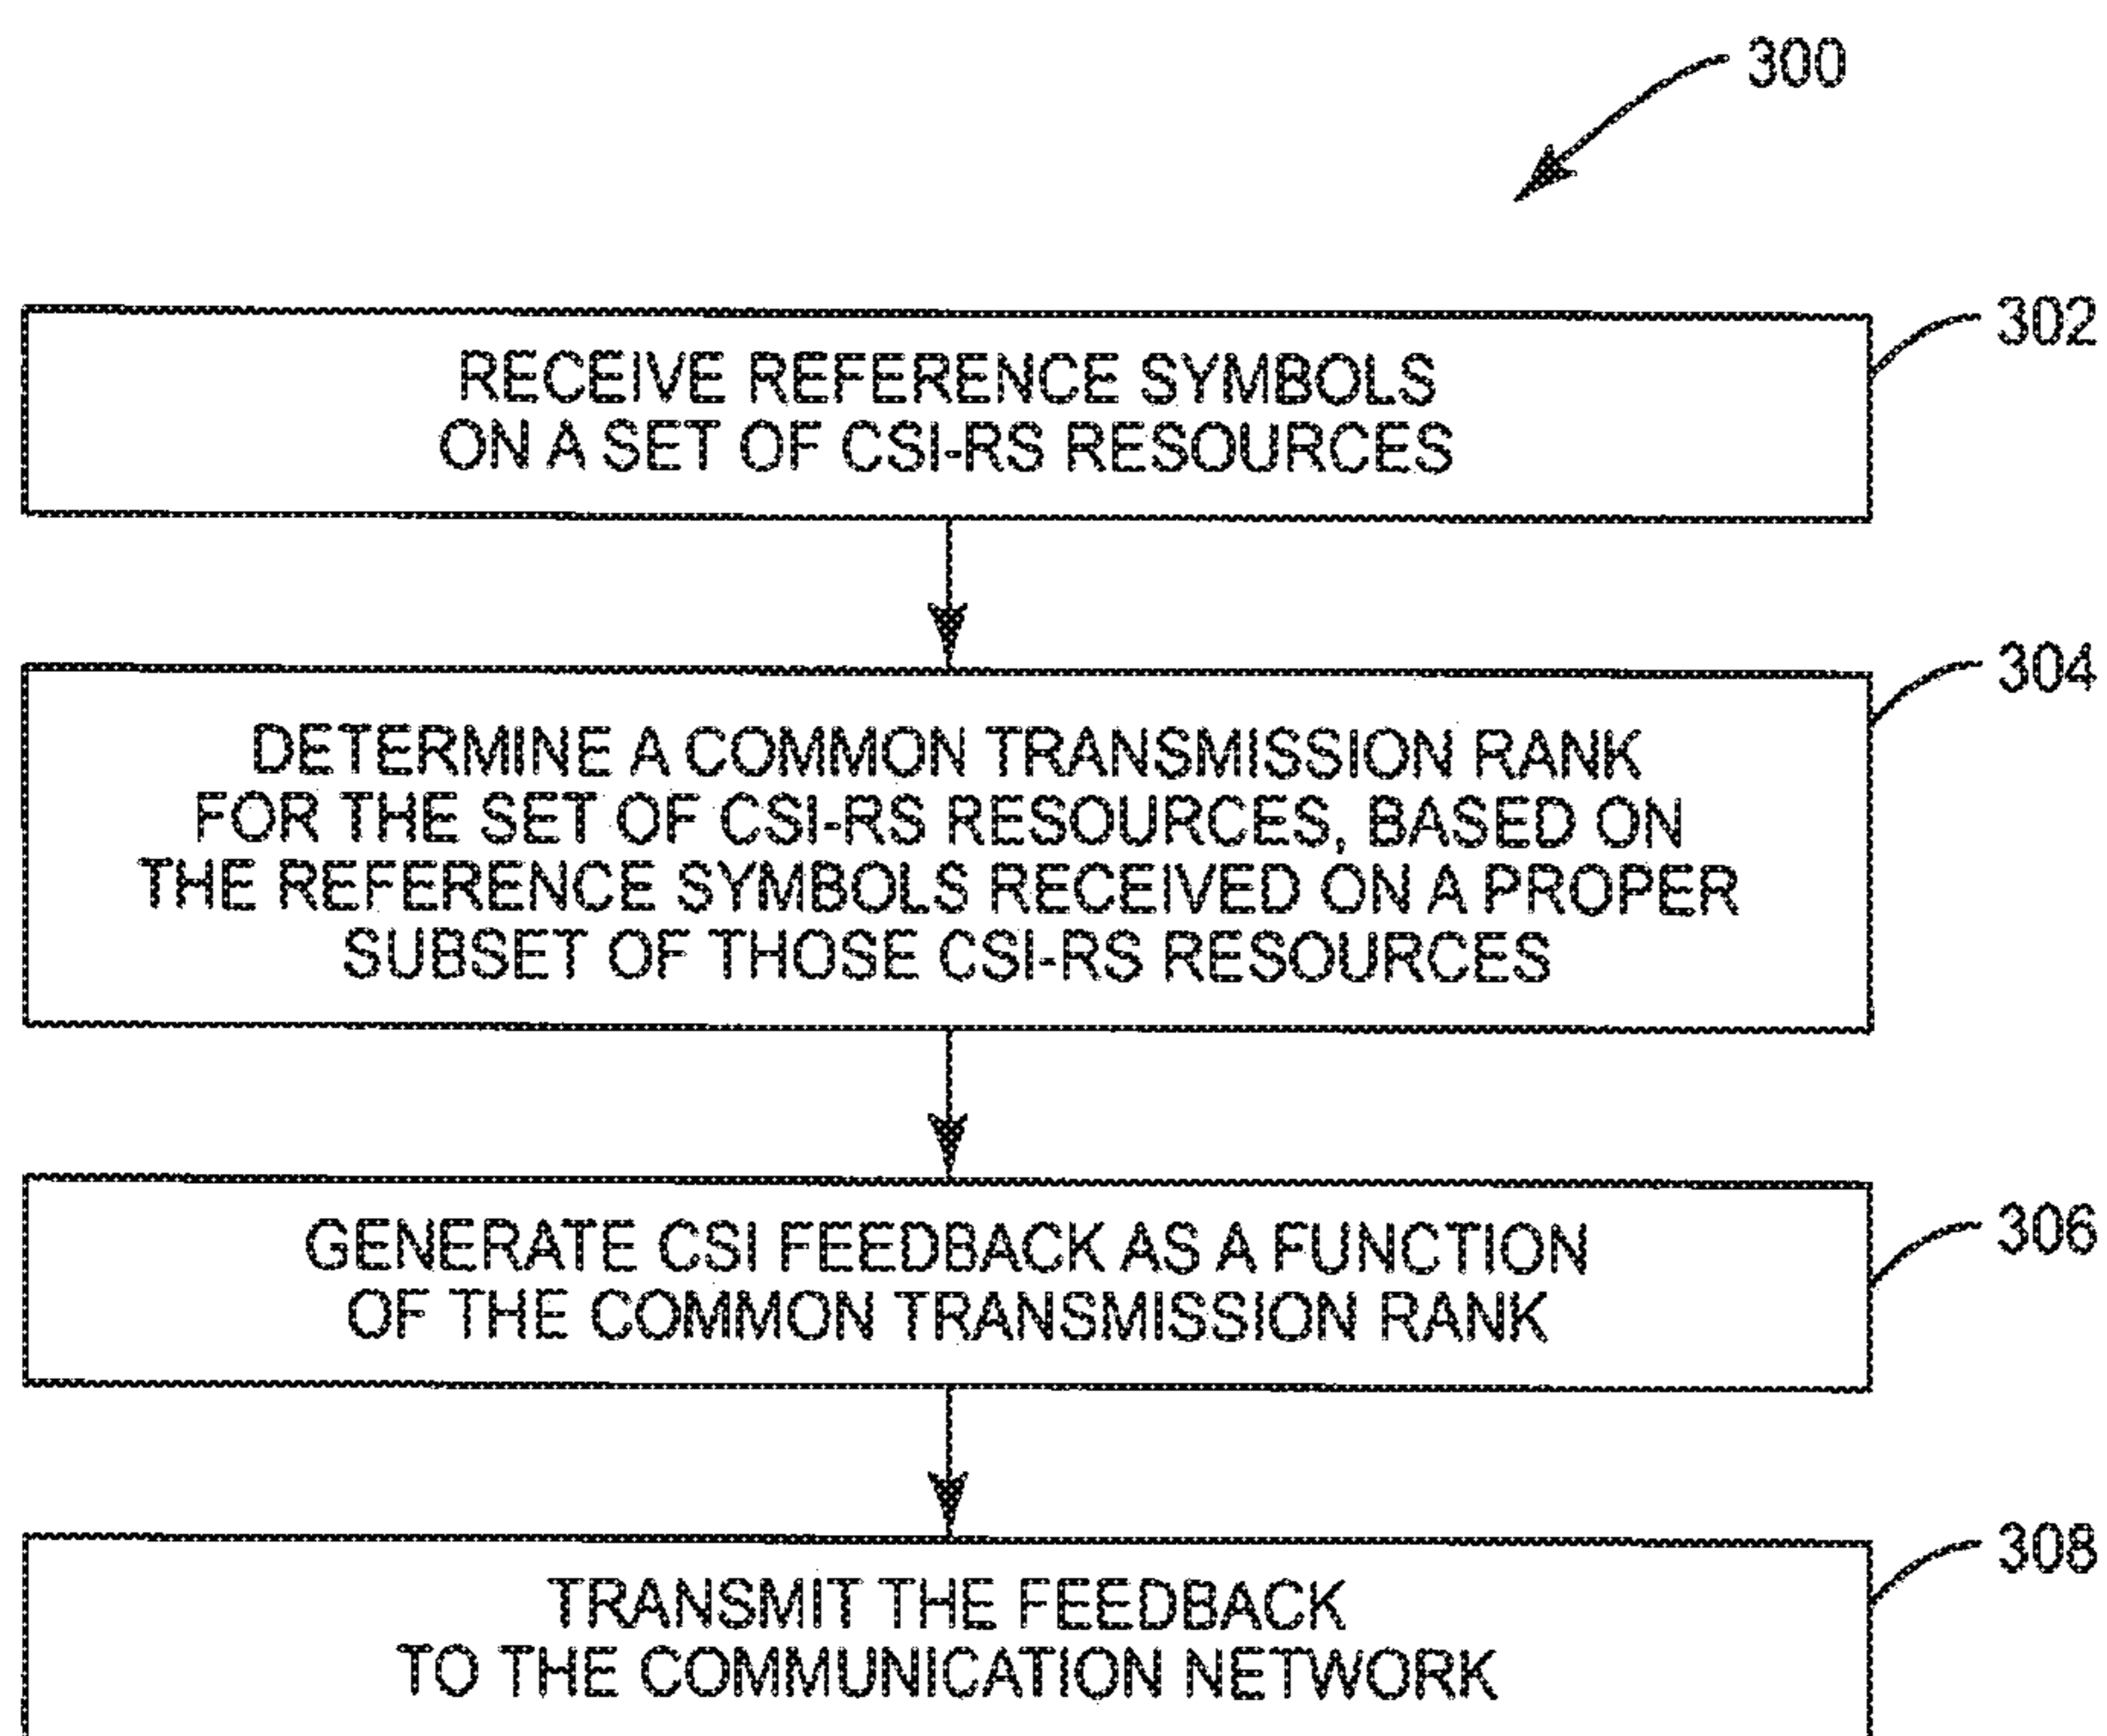 300
302
RECEIVE REFERENCE SYMBOLS
ON A SET OF CSI-RS RESOURCES
304
DETERMINE A COMMON TRANSMISSION RANK
FOR THE SET OF CSI-RS RESOURCES, BASED ON
THE REFERENCE SYMBOLS RECEIVED ON A PROPER
SUBSET OF THOSE CSI-RS RESOURCES
306
GENERATE CSI FEEDBACK AS A FUNCTION
OF THE COMMON TRANSMISSION RANK
308
TRANSMIT THE FEEDBACK
TO THE COMMUNICATION NETWORK